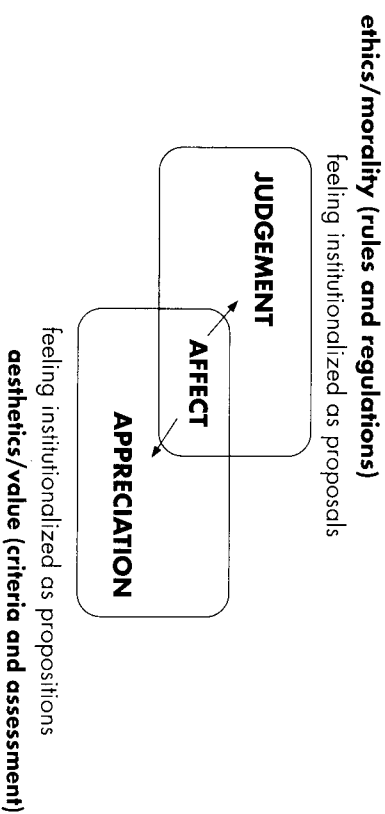 ethics/morality (rules and regulations)
feeling institutionalized as proposals
JUDGEMENT
AFFECT
APPRECIATION
feeling institutionalized as propositions
aesthetics/value (criteria and assessment)